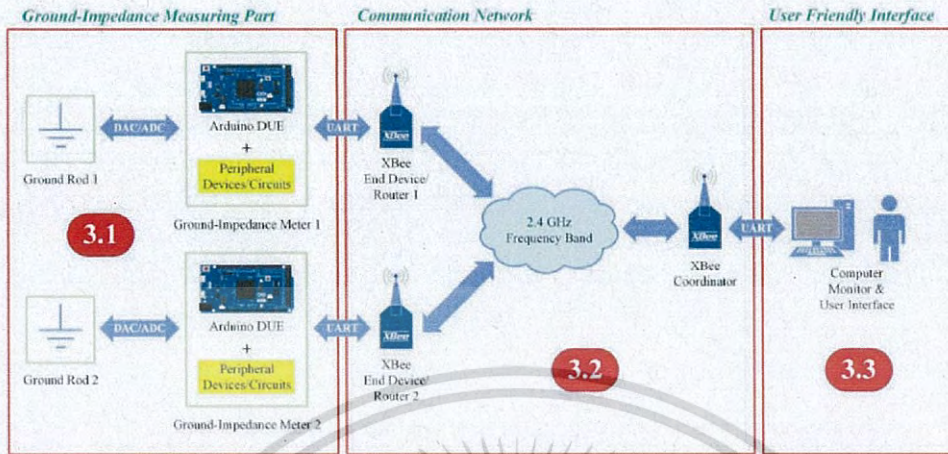 Ground-Impedance Measuring Part
Communication Network
User Friendly Interface
Ground Rod 1
DAC/ADC
Arduino DUE
+
Peripheral
Devices/Circuits
Ground-Impedance Meter 1
UART
XBee
XBee
End Device/
Router 1
3.1
Ground Rod 2
DAC/ADC
Arduino DUE
+
Peripheral
Devices/Circuits
Ground-Impedance Meter 2
UART
XBee
XBee
End Device/
Router 2
2.4 GHz
Frequency Band
XBee
XBee
Coordinator
3.2
UART
Computer
Monitor &
User Interface
3.3